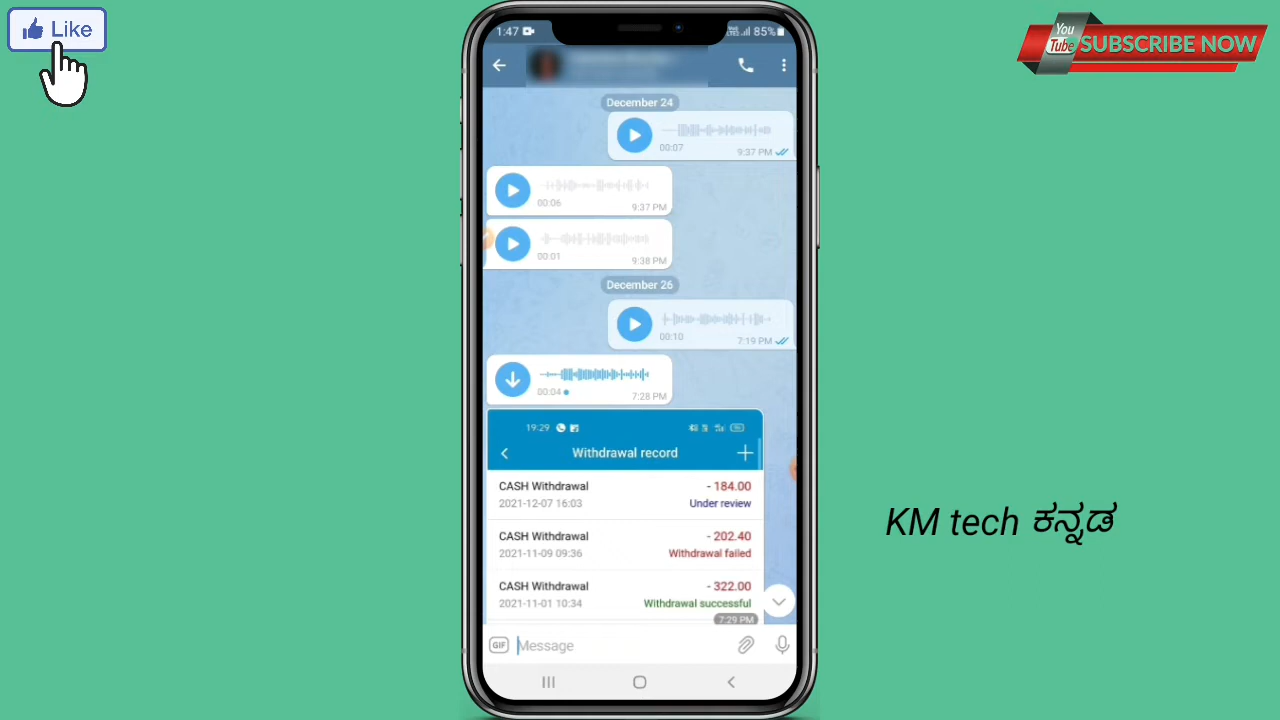 Like
You
Tube SUBSCRIBE NOW
1:47
85%
December 24
00:07
9:37 PM
00:06
9:37 PM
00:01
9:38 PM
December 26
00:10
7:19 PM
00:04
7:28 PM
19:29
Withdrawal record
CASH Withdrawal - 184.00
2021-12-07 16:03 Under review
CASH Withdrawal - 202.40
2021-11-09 09:36 Withdrawal failed
CASH Withdrawal - 322.00
2021-11-01 10:34 Withdrawal successful
7:29 PM
GIF Message
KM tech ಕನ್ನಡ